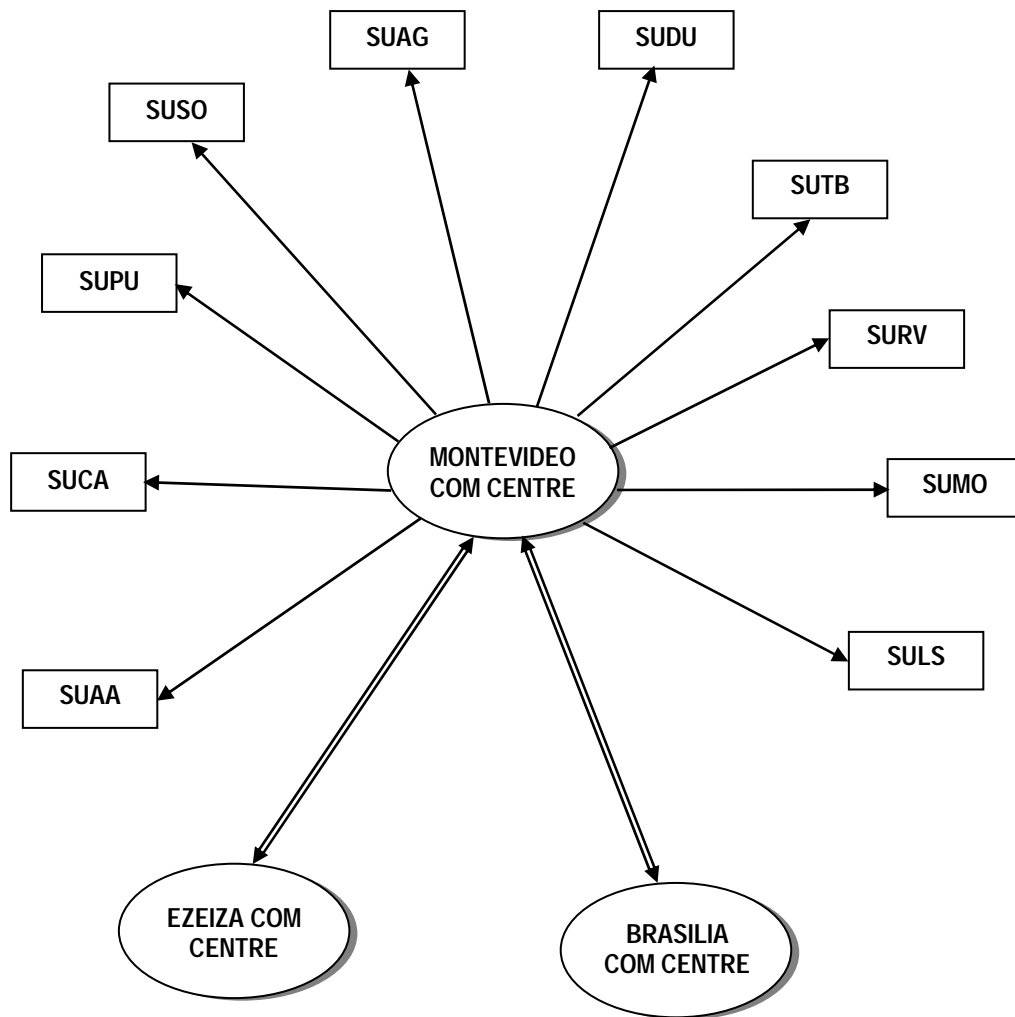 SUAG
SUDU
SUSO
SUTB
SUPU
SURV
MONTEVIDEO
COM CENTRE
SUCA
SUMO
SULS
SUAA
EZEIZA COM
CENTRE
BRASILIA
COM CENTRE